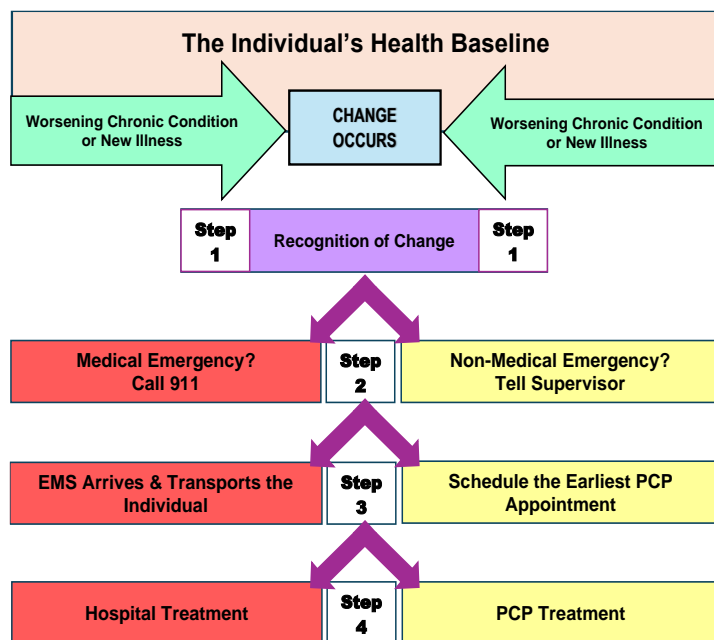 The Individual's Health Baseline
Worsening Chronic Condition
or New Illness
CHANGE
OCCURS
Worsening Chronic Condition
or New Illness
Step
1
Recognition of Change
Step
1
Medical Emergency?
Call 911
Step
2
Non-Medical Emergency?
Tell Supervisor
EMS Arrives & Transports the
Individual
Step
3
Schedule the Earliest PCP
Appointment
Hospital Treatment
Step
4
PCP Treatment